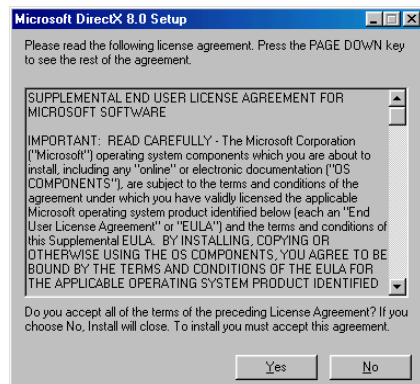 Microsoft DirectX 8.0 Setup
Please read the following license agreement. Press the PAGE DOWN key
to see the rest of the agreement.
SUPPLEMENTAL END USER LICENSE AGREEMENT FOR
MICROSOFT SOFTWARE
IMPORTANT:  READ CAREFULLY - The Microsoft Corporation
("Microsoft") operating system components which you are about to
install, including any "online" or electronic documentation ("OS
COMPONENTS"), are subject to the terms and conditions of the
agreement under which you have validly licensed the applicable
Microsoft operating system product identified below (each an "End
User License Agreement" or "EULA") and the terms and conditions of
this Supplemental EULA.  BY INSTALLING, COPYING OR
OTHERWISE USING THE OS COMPONENTS, YOU AGREE TO BE
BOUND BY THE TERMS AND CONDITIONS OF THE EULA FOR
THE APPLICABLE OPERATING SYSTEM PRODUCT IDENTIFIED
Do you accept all of the terms of the preceding License Agreement? If you
choose No, Install will close. To install you must accept this agreement.
Yes No